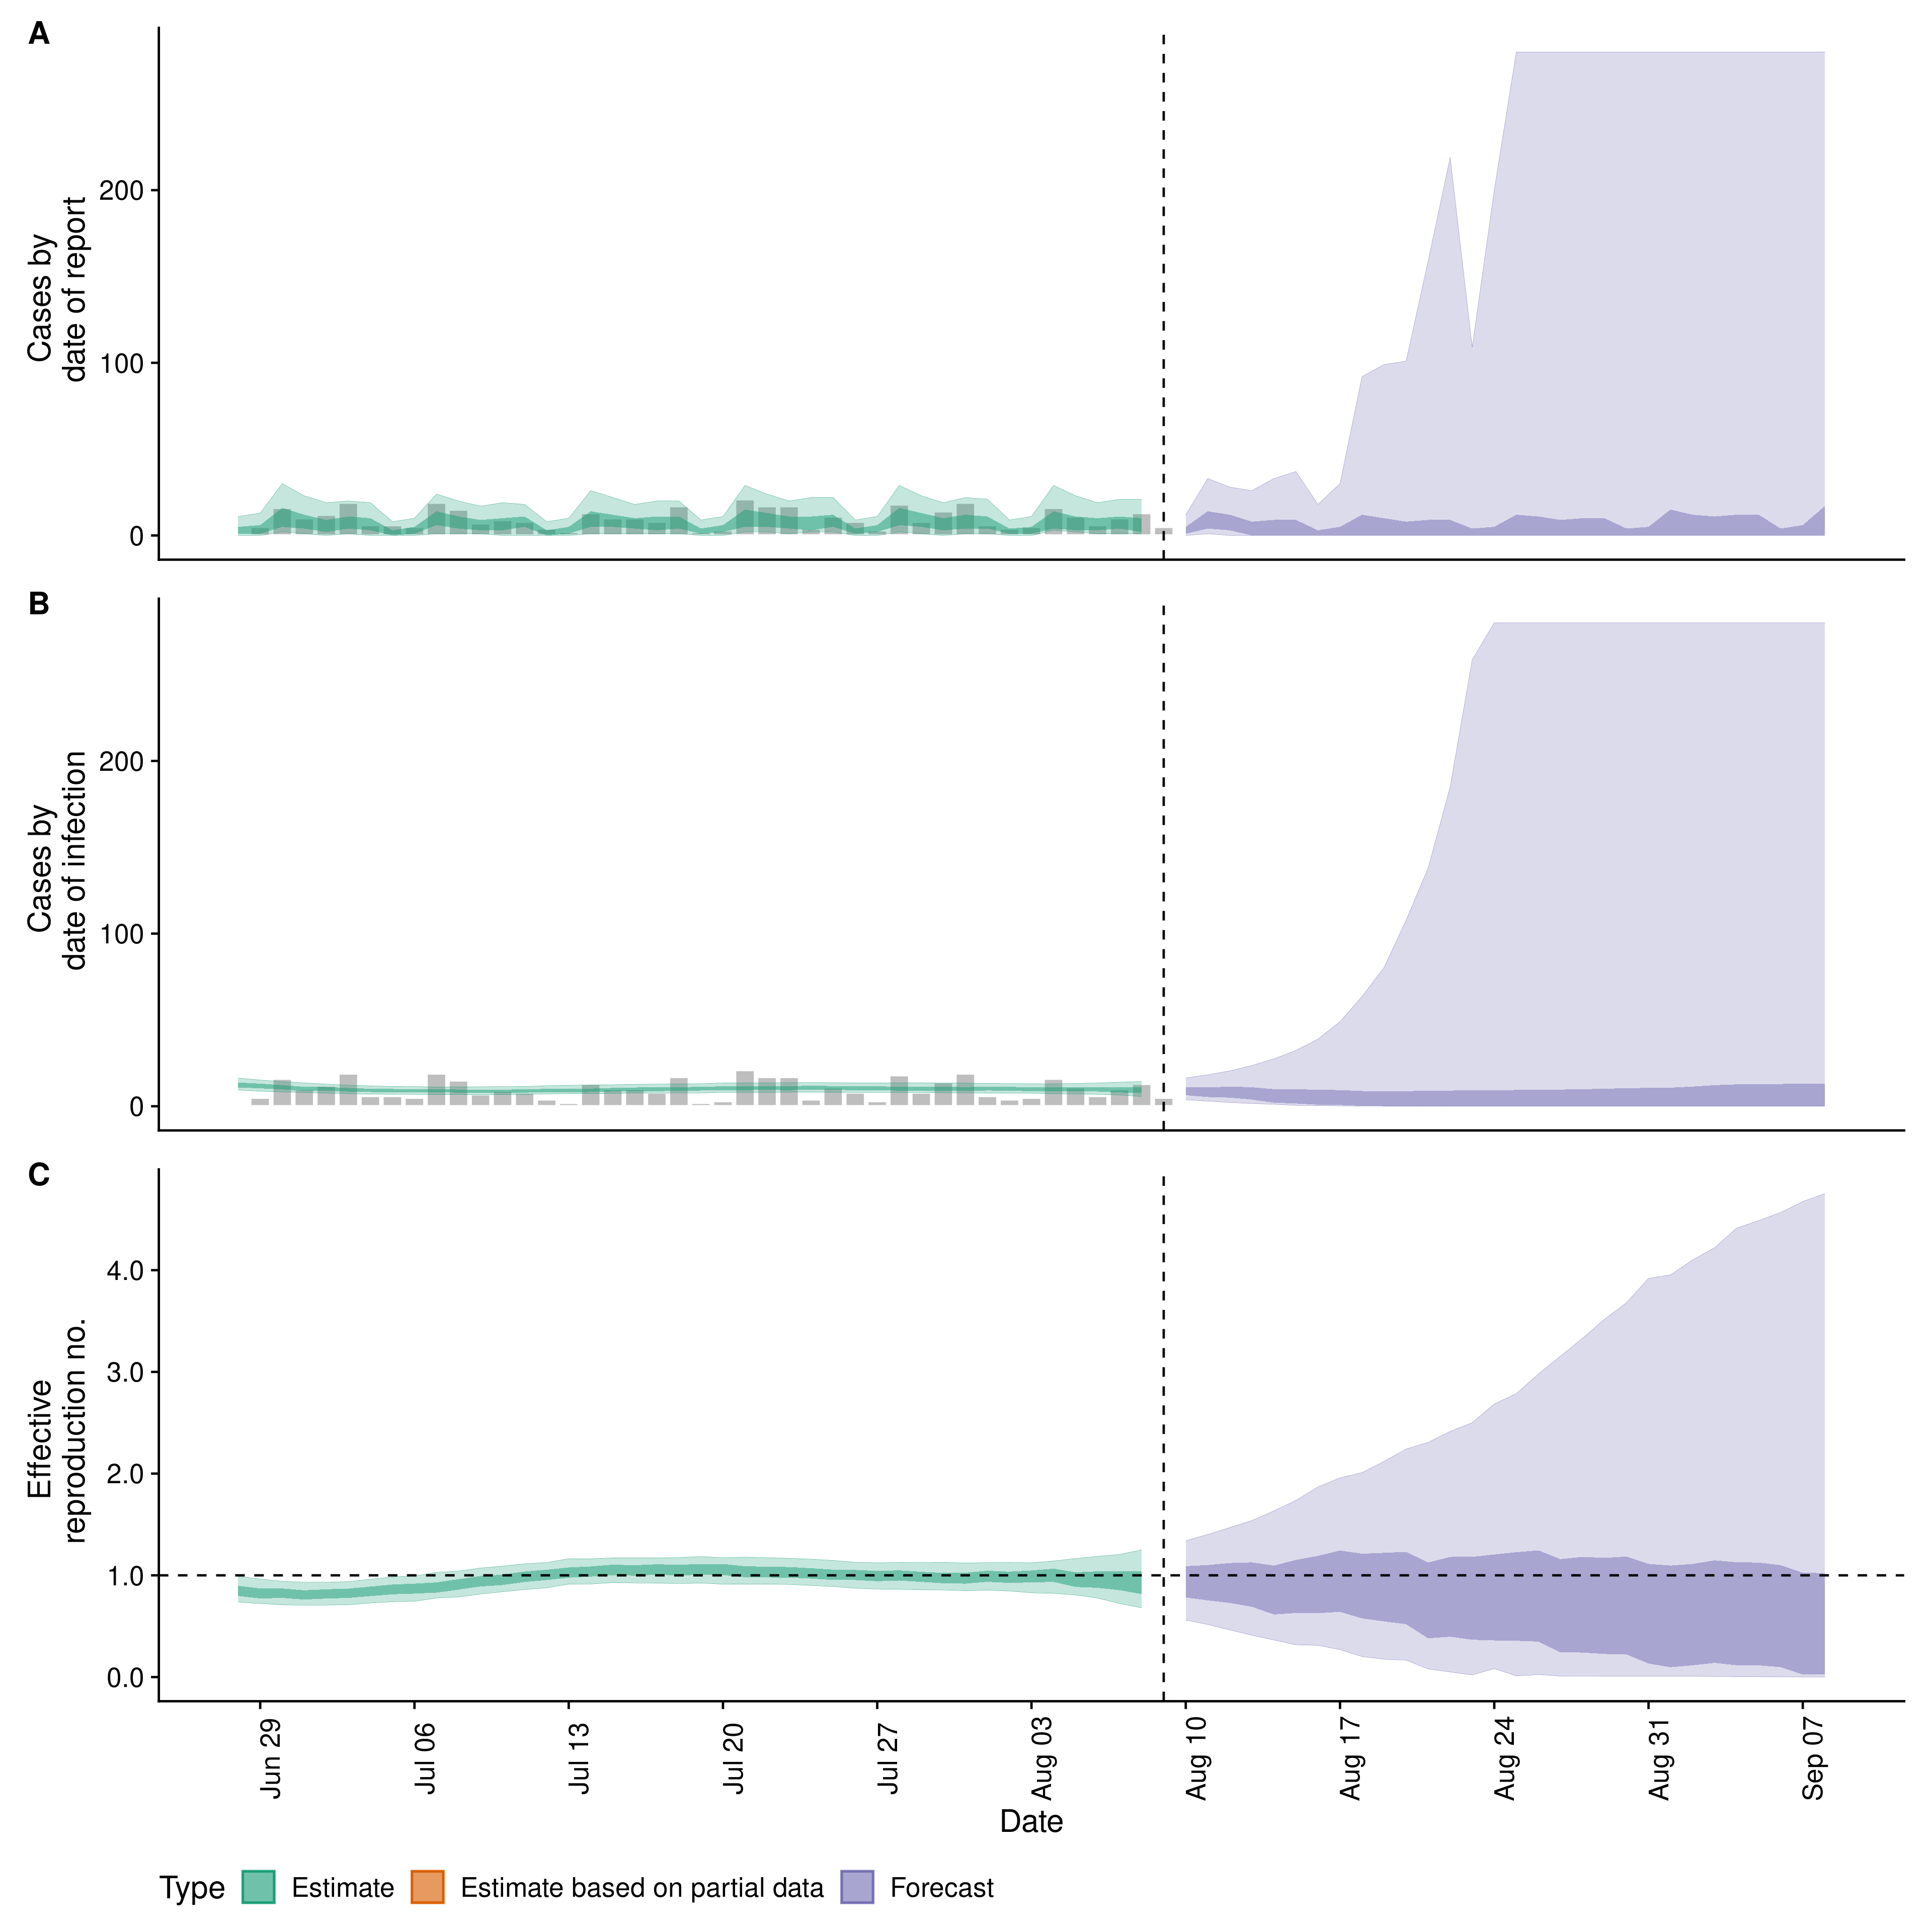 A
Cases by
date of report
200
100
0
B
Cases by
date of infection
200
100
0
C
Effective
reproduction no.
4.0
3.0
2.0
1.0
0.0
Jun 29
Jul 06
Jul 13
Jul 20
Jul 27
Aug 03
Aug 10
Aug 17
Aug 24
Aug 31
Sep 07
Date
Type Estimate Estimate based on partial data Forecast